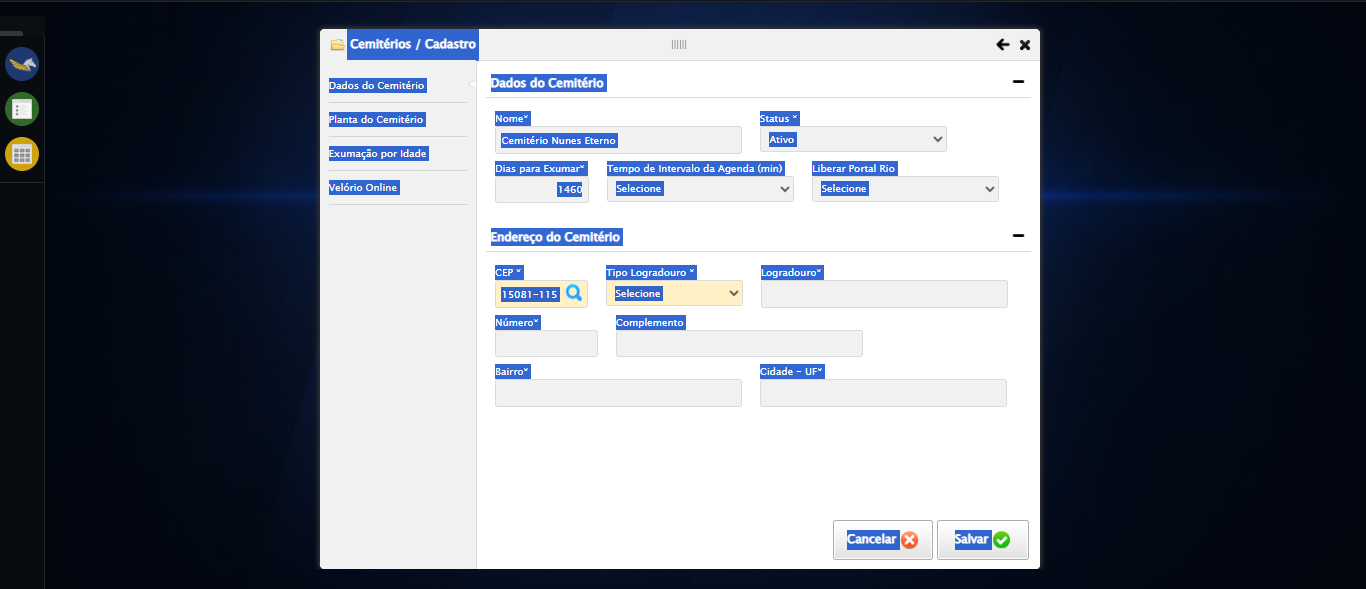 Cemitérios / Cadastro
Dados do Cemitério
Planta do Cemitério
Exumação por Idade
Velório Online
Dados do Cemitério
Nome* Status *
Cemitério Nunes Eterno Ativo
Dias para Exumar* Tempo de Intervalo da Agenda (min) Liberar Portal Rio
1460 Selecione Selecione
Endereço do Cemitério
CEP * Tipo Logradouro * Logradouro*
15081-115 Selecione
Número* Complemento
Bairro* Cidade - UF*
Cancelar Salvar